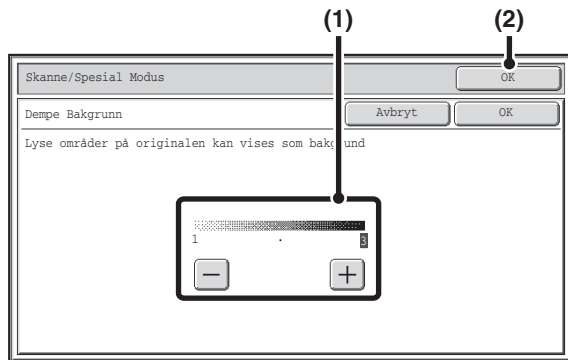 (1) (2)
Skanne/Spesial Modus OK
Dempe Bakgrunn Avbryt OK
Lyse områder på originalen kan vises som bakgrund
1 · 3
− +